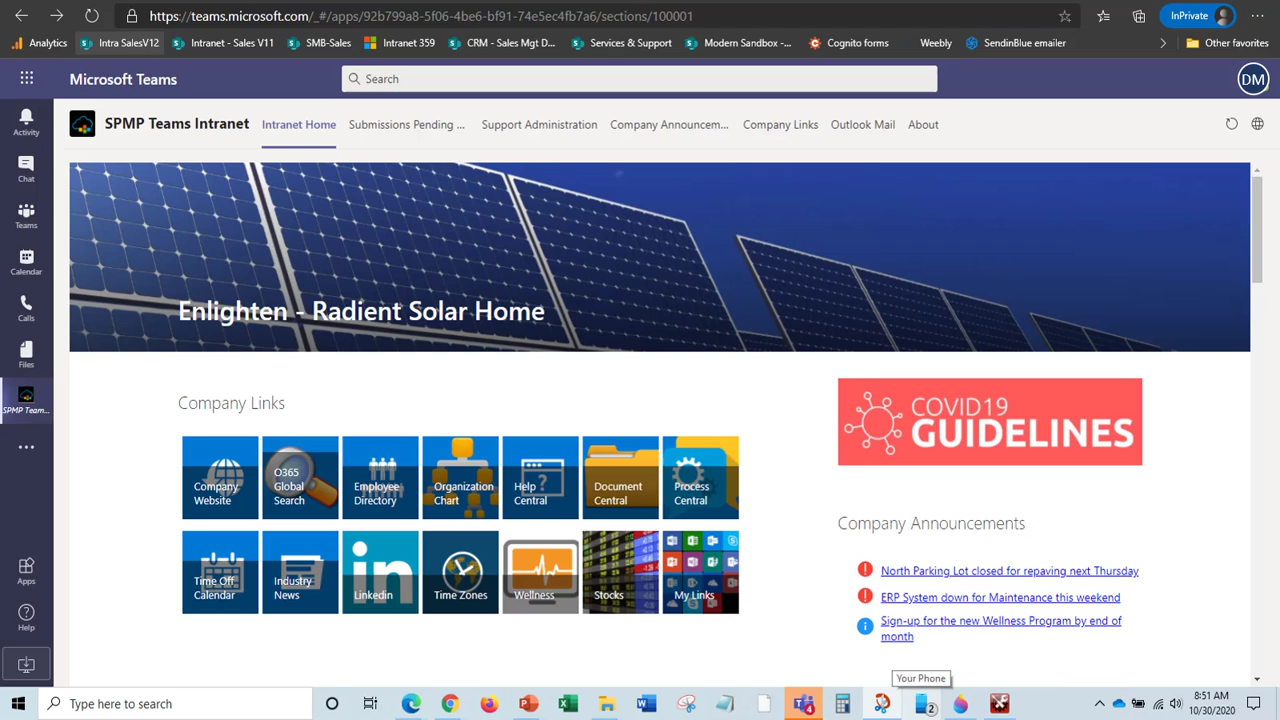 https://teams.microsoft.com/_#/apps/92b799a8-5f06-4be6-bf91-74e5ec4fb7a6/sections/100001
InPrivate
Analytics
Intra SalesV12
Intranet - Sales V11
SMB-Sales
Intranet 359
CRM - Sales Mgt D...
Services & Support
Modern Sandbox -...
Cognito forms
Weebly
SendinBlue emailer
Other favorites
Microsoft Teams
Search
DM
Activity
Chat
Teams
Calendar
Calls
Files
SPMP Team...
Apps
Help
SPMP Teams Intranet
Intranet Home
Submissions Pending ...
Support Administration
Company Announcem...
Company Links
Outlook Mail
About
Enlighten - Radient Solar Home
Company Links
Company
Website
O365
Global
Search
Employee
Directory
Organization
Chart
Help
Central
Document
Central
Process
Central
Time Off
Calendar
Industry
News
in
Linkedin
Time Zones
Wellness
Stocks
My Links
COVID19
GUIDELINES
Company Announcements
North Parking Lot closed for repaving next Thursday
ERP System down for Maintenance this weekend
Sign-up for the new Wellness Program by end of
month
Your Phone
Type here to search
4
2
8:51 AM
10/30/2020